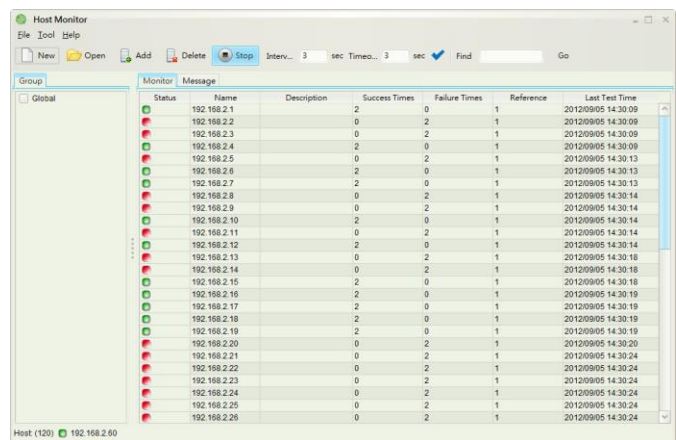 Host Monitor
File Tool Help
New Open Add Delete Stop Interv... 3 sec Timeo... 3 sec Find Go
Group Monitor Message
Global
Status Name Description Success Times Failure Times Reference Last Test Time
192.168.2.1 2 0 1 2012/09/05 14:30:09
192.168.2.2 0 2 1 2012/09/05 14:30:09
192.168.2.3 0 2 1 2012/09/05 14:30:09
192.168.2.4 2 0 1 2012/09/05 14:30:09
192.168.2.5 0 2 1 2012/09/05 14:30:13
192.168.2.6 2 0 1 2012/09/05 14:30:13
192.168.2.7 2 0 1 2012/09/05 14:30:13
192.168.2.8 0 2 1 2012/09/05 14:30:14
192.168.2.9 0 2 1 2012/09/05 14:30:14
192.168.2.10 2 0 1 2012/09/05 14:30:14
192.168.2.11 0 2 1 2012/09/05 14:30:14
192.168.2.12 2 0 1 2012/09/05 14:30:14
192.168.2.13 0 2 1 2012/09/05 14:30:18
192.168.2.14 0 2 1 2012/09/05 14:30:18
192.168.2.15 2 0 1 2012/09/05 14:30:18
192.168.2.16 2 0 1 2012/09/05 14:30:19
192.168.2.17 2 0 1 2012/09/05 14:30:19
192.168.2.18 2 0 1 2012/09/05 14:30:19
192.168.2.19 2 0 1 2012/09/05 14:30:19
192.168.2.20 0 2 1 2012/09/05 14:30:20
192.168.2.21 0 2 1 2012/09/05 14:30:24
192.168.2.22 0 2 1 2012/09/05 14:30:24
192.168.2.23 0 2 1 2012/09/05 14:30:24
192.168.2.24 0 2 1 2012/09/05 14:30:24
192.168.2.25 0 2 1 2012/09/05 14:30:24
192.168.2.26 0 2 1 2012/09/05 14:30:24
Host: (120) 192.168.2.60